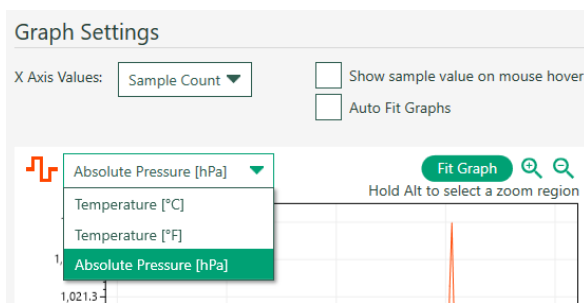 Graph Settings
X Axis Values: Sample Count Show sample value on mouse hover
Auto Fit Graphs
Absolute Pressure [hPa] Fit Graph
Hold Alt to select a zoom region
Temperature [°C]
Temperature [°F]
Absolute Pressure [hPa]
1,021.3